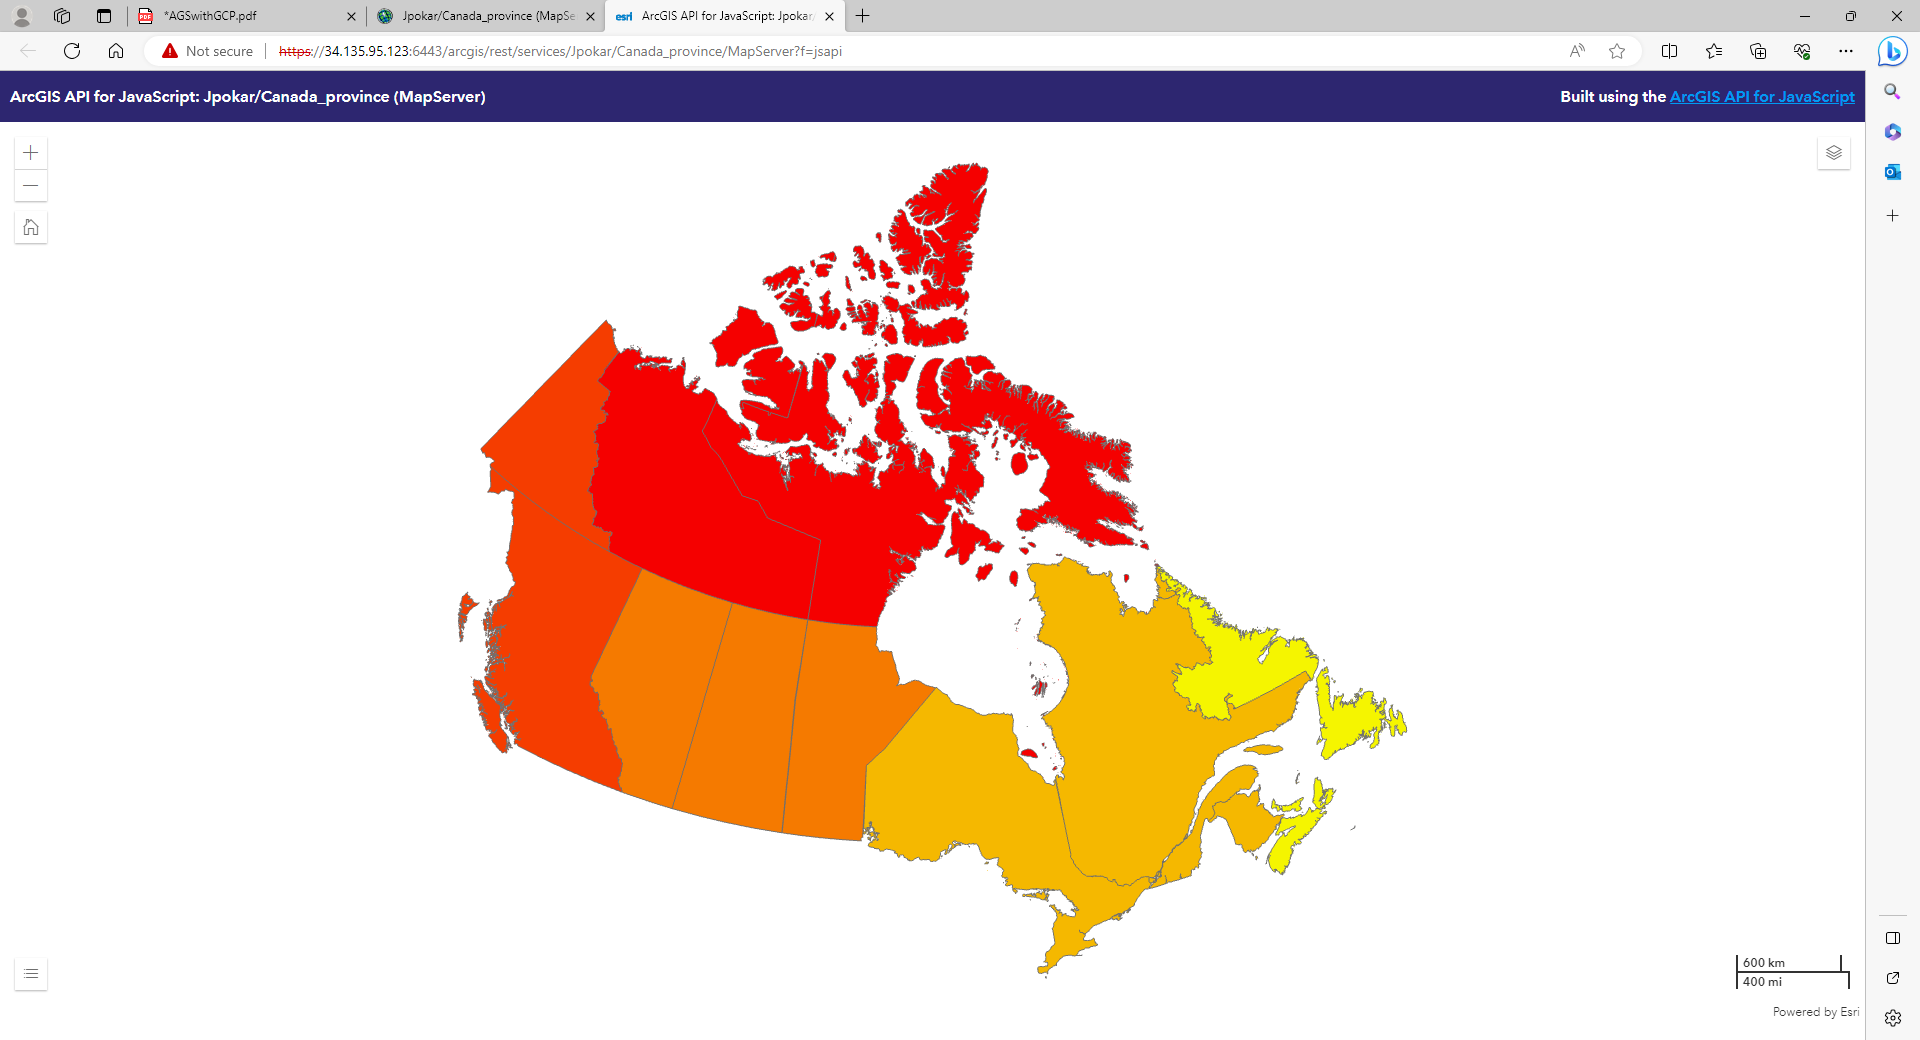 *AGSwithGCP.pdf
Jpokar/Canada_province (MapSe
esri ArcGIS API for JavaScript: Jpokar/
Not secure
https://34.135.95.123:6443/arcgis/rest/services/Jpokar/Canada_province/MapServer?f=jsapi
ArcGIS API for JavaScript: Jpokar/Canada_province (MapServer)
Built using the ArcGIS API for JavaScript
600 km
400 mi
Powered by Esri